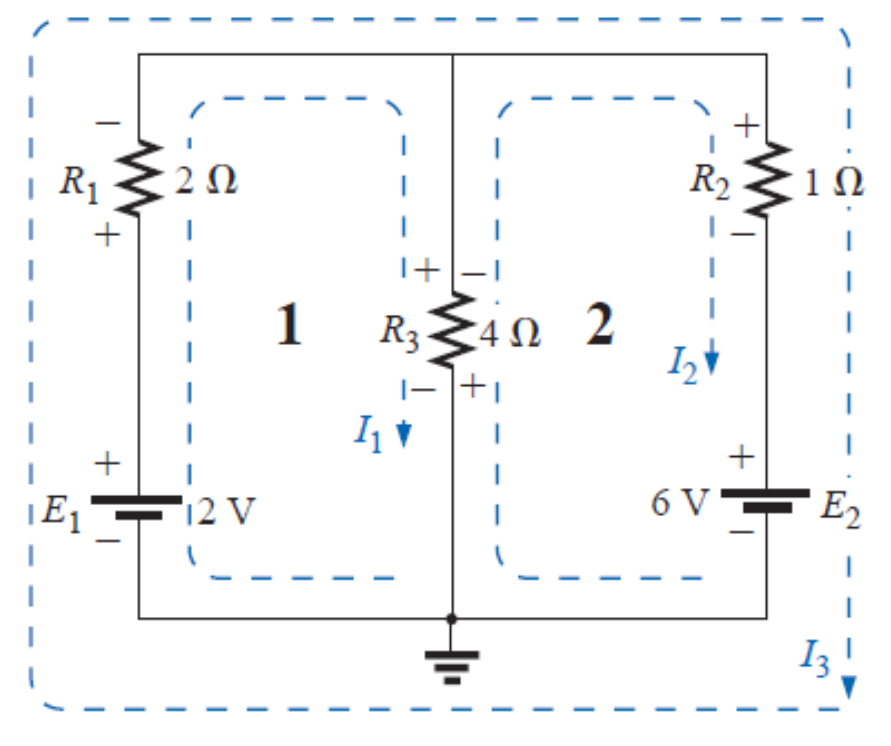 − +
R1 2 Ω R2 1 Ω
+ −
+ −
1 R3 4 Ω 2
I2
− +
I1
+ +
E1 2 V 6 V E2
− −
I3